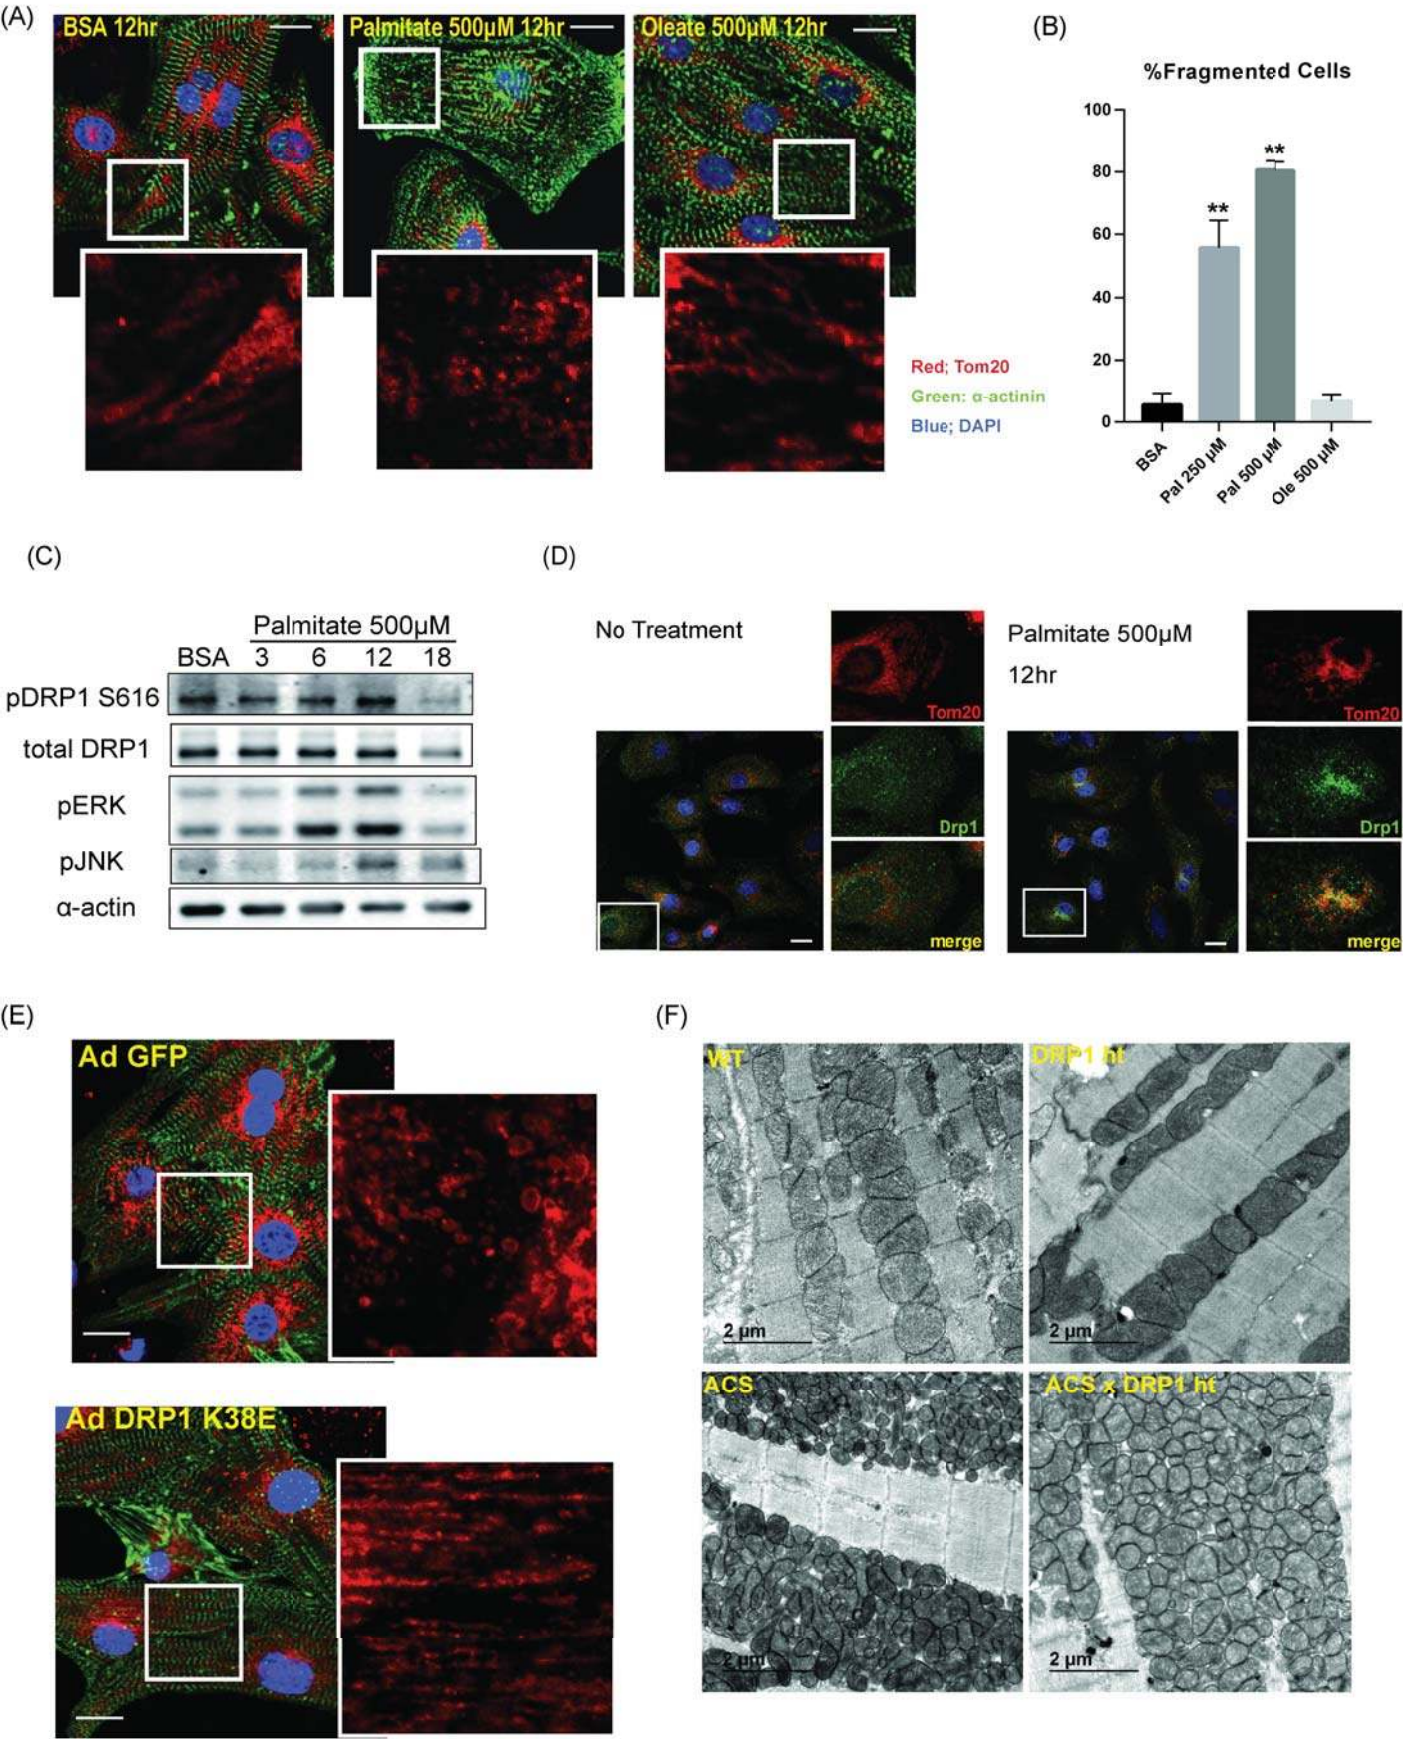 (A)
BSA 12hr
Palmitate 500µM 12hr
Oleate 500µM 12hr
Red; Tom20
Green: α-actinin
Blue; DAPI
(B)
%Fragmented Cells
100
80
60
40
20
0
**
**
BSA
Pal 250 µM
Pal 500 µM
Ole 500 µM
(C)
Palmitate 500µM
BSA 3 6 12 18
pDRP1 S616
total DRP1
pERK
pJNK
α-actin
(D)
No Treatment
Tom20
Drp1
merge
Palmitate 500µM
12hr
Tom20
Drp1
merge
(E)
Ad GFP
Ad DRP1 K38E
(F)
WT
2 µm
DRP1 ht
2 µm
ACS
2 µm
ACS x DRP1 ht
2 µm